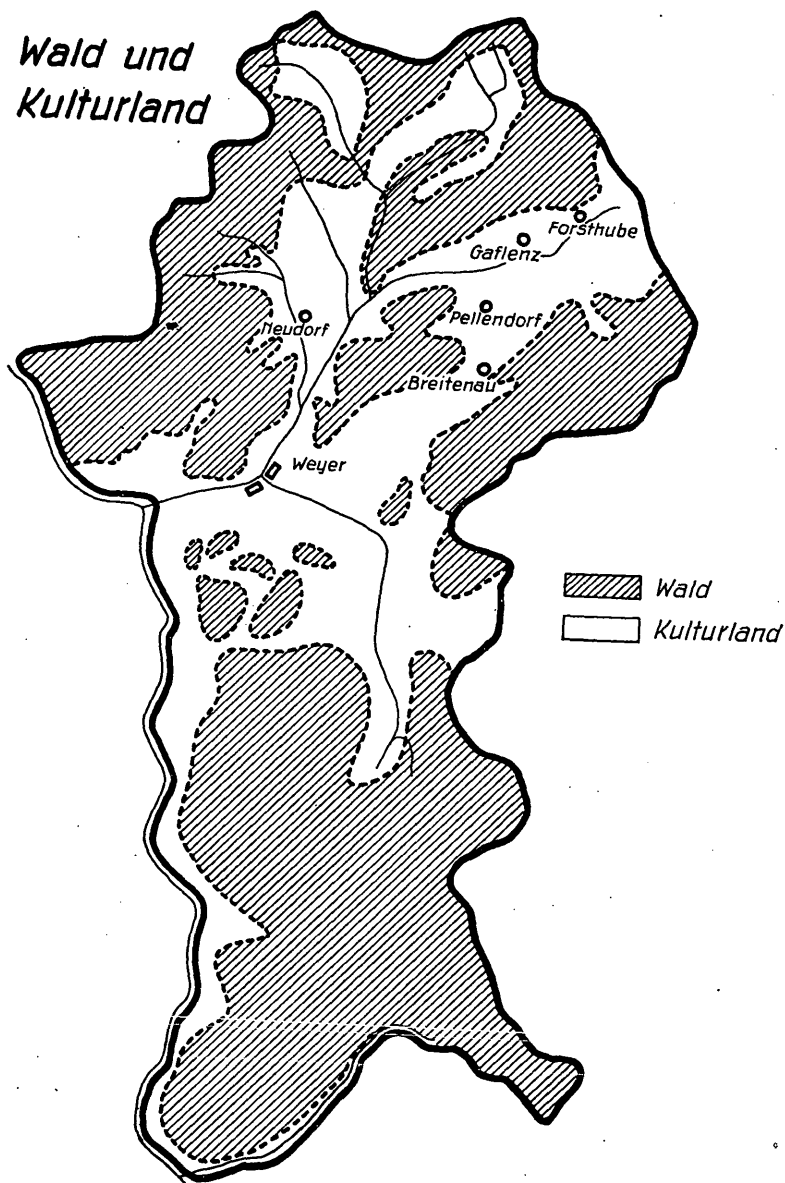 Wald und
Kulturland
Forsthube
Gaflenz
Pellendorf
Neudorf
Breitenau
Weyer
Wald
Kulturland